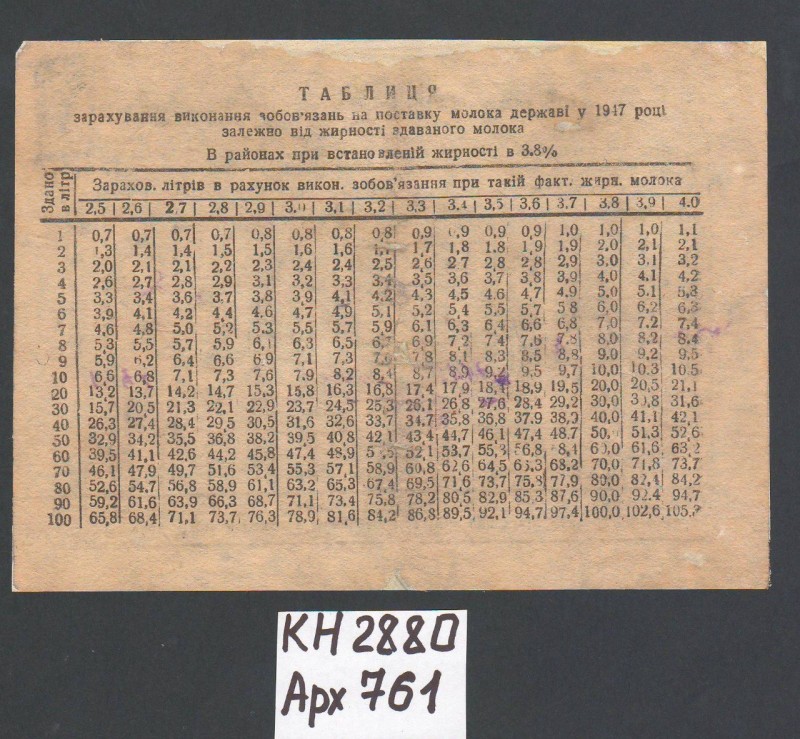 ТАБЛИЦЯ
зарахування виконання зобов'язань на поставку молока державі у 1947 році
залежно від жирності здаваного молока
В районах при встановленій жирності в 3.8%
Здано в літр. Зарахов. літрів в рахунок викон. зобов'язання при такій факт. жирн. молока
2,5 | 2,6 | 2,7 | 2,8 | 2,9 | 3,0 | 3,1 | 3,2 | 3,3 | 3,4 | 3,5 | 3,6 | 3,7 | 3,8 | 3,9 | 4.0
1 0,7 0,7 0,7 0,7 0,8 0,8 0,8 0,8 0,9 0,9 0,9 0,9 1,0 1,0 1,0 1,1
2 1,3 1,4 1,4 1,5 1,5 1,6 1,6 1,7 1,7 1,8 1.8 1,9 1,9 2,0 2,1 2,1
3 2,0 2,1 2,1 2,2 2,3 2,4 2,4 2,5 2,6 2 7 2,8 2,8 2,9 3.0 3,1 3,2
4 2,6 2,7 2,8 2,9 3,1 3,2 3,3 3,4 3,5 3,6 3,7 3,8 3,9 4,0 4.1 4,2
5 3,3 3,4 3,6 3,7 3,8 3,9 4,1 4,2 4,3 4,5 4,6 4,7 4,9 5,0 5.1 5,3
6 3,9 4,1 4,2 4,4 4,6 4,7 4,9 5,1 5,2 5,4 5,5 5,7 5,8 6,0 6,2 6,3
7 4,6 4,8 5,0 5,2 5,3 5,5 5,7 5,9 6,1 6,3 6,4 6,6 6,8 7,0 7.2 7,4
8 5,3 5,5 5,7 5,9 6,1 6,3 6,5 6,7 6,9 7,2 7,4 7,6 7,8 8,0 8,2 8,4
9 5,9 6,2 6,4 6,6 6,9 7,1 7,3 7,6 7,8 8,1 8,3 8,5 8,8 9,0 9,2 9,5
10 6,6 6,8 7,1 7,3 7,6 7,9 8,2 8,4 8,7 8,9 9,2 9,5 9,7 10,0 10.3 10,5
20 13,2 13,7 14,2 14,7 15,3 15,8 16,3 16,8 17,4 17,9 18,4 18,9 19,5 20,0 20,5 21,1
30 15,7 20,5 21,3 22,1 22,9 23,7 24,5 25,3 26,1 26,8 27,6 28,4 29,2 30,0 30,8 31,6
40 26,3 27,4 28,4 29,5 30,5 31,6 32,6 33,7 34,7 35,8 36,8 37,9 38,9 40,0 41,1 42,1
50 32,9 34,2 35,5 36,8 38,2 39,5 40,8 42,1 43,4 44,7 46,1 47,4 48.7 50, 51,3 52,6
60 39,5 41,1 42,6 44,2 45,8 47,4 48,9 52,1 53,7 55,3 56,8 60,0 61,6 63,2
70 46,1 47,9 49,7 51,6 53,4 55,3 57,1 58,9 60,8 62,6 64,5 66,3 68,2 70,0 71,8 73,7
80 52,6 54,7 56,8 58,9 61,1 63,2 65,3 67,4 69,5 71,6 73,7 75,8 77,9 80,0 82,4 84,2
90 59,2 61,6 63,9 66,3 68,7 71,1 73,4 75,8 78,2 80,5 82,9 85,3 87,6 90,0 92.4 94,7
100 65,8 68,4 71,1 73,7 76,3 78,9 81,6 84,2 86,8 89,5 92,1 94,7 97,4 100,0 102,6 105,3
КН 2880
Арх 761